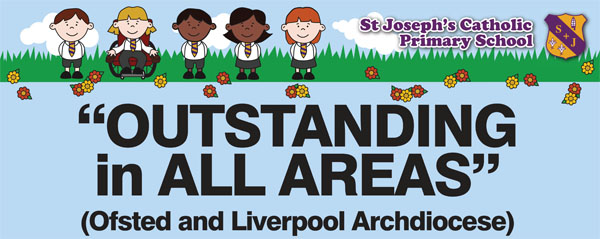 St Joseph's Catholic
Primary School
S J
"OUTSTANDING
in ALL AREAS"
(Ofsted and Liverpool Archdiocese)